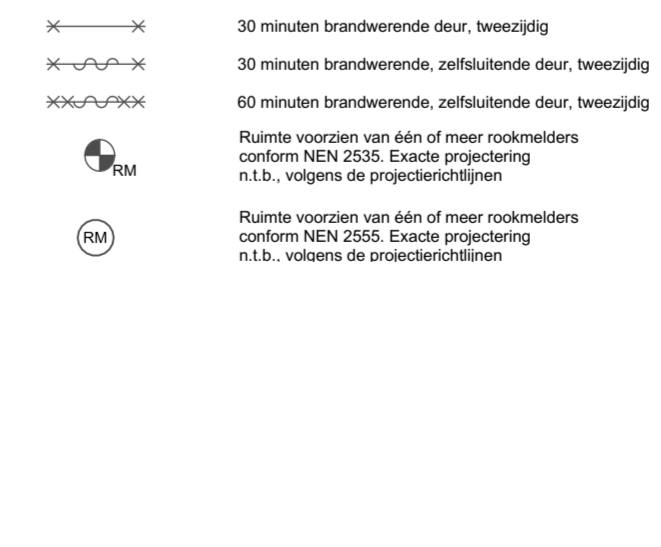 30 minuten brandwerende deur, tweezijdig
30 minuten brandwerende, zelfsluitende deur, tweezijdig
60 minuten brandwerende, zelfsluitende deur, tweezijdig
RM
Ruimte voorzien van één of meer rookmelders
conform NEN 2535. Exacte projectering
n.t.b., volgens de projectierichtlijnen
RM
Ruimte voorzien van één of meer rookmelders
conform NEN 2555. Exacte projectering
n.t.b., volgens de projectierichtlijnen